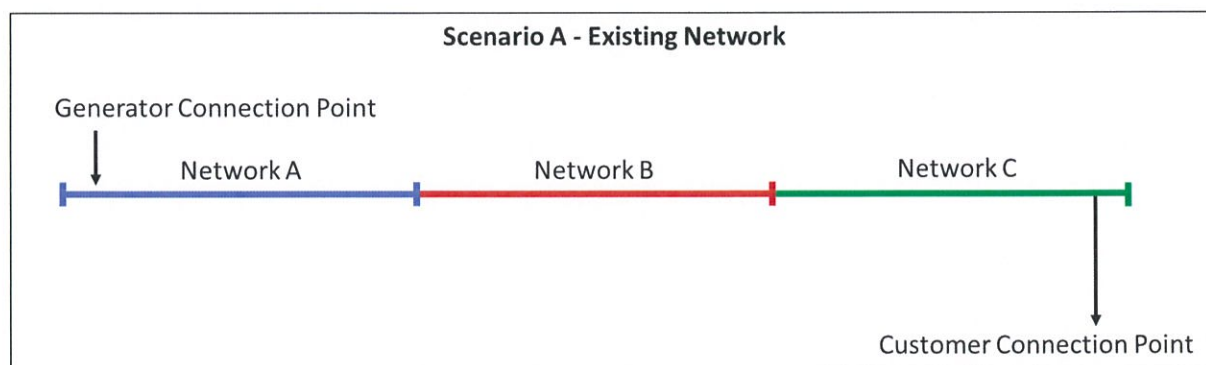 Scenario A - Existing Network
Generator Connection Point
Network A
Network B
Network C
Customer Connection Point